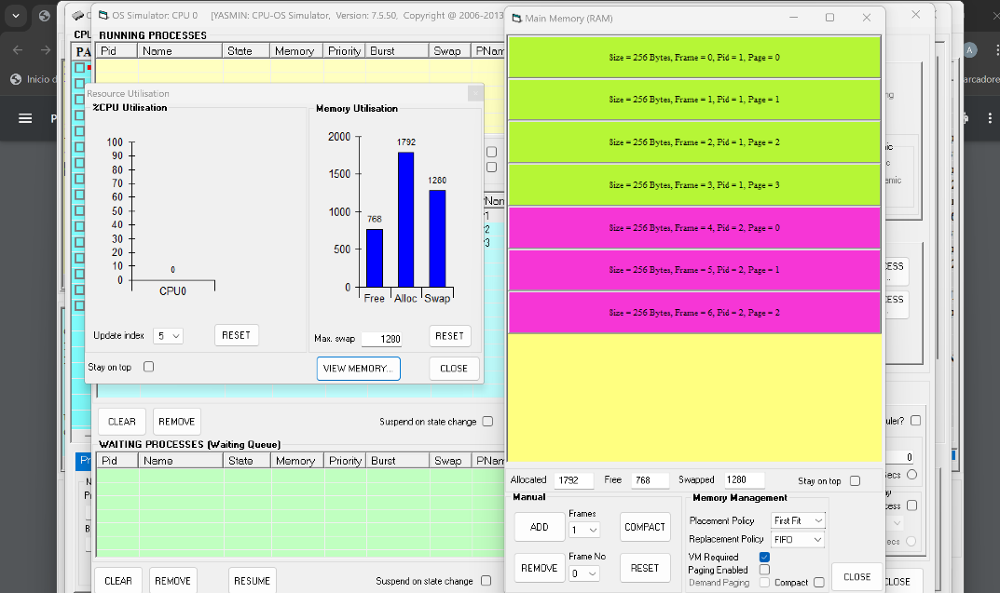 OS Simulator: CPU 0 [YASMIN: CPU-OS Simulator, Version: 7.5.50, Copyright @ 2006-2013
CPU
RUNNING PROCESSES
PA
Pid Name State Memory Priority Burst Swap PNam
Inicio d
Resource Utilisation
%CPU Utilisation
100
90
80
70
60
50
40
30
20
10
0
0
CPU0
Update index 5 RESET
Stay on top
Memory Utilisation
2000
1500
1000
500
0
768
1792
1280
Free Alloc Swap
Max. swap 1280 RESET
VIEW MEMORY... CLOSE
PNam
CLEAR REMOVE Suspend on state change
WAITING PROCESSES (Waiting Queue)
Pid Name State Memory Priority Burst Swap PNam
CLEAR REMOVE RESUME Suspend on state change
Main Memory (RAM)
Size = 256 Bytes, Frame = 0, Pid = 1, Page = 0
Size = 256 Bytes, Frame = 1, Pid = 1, Page = 1
Size = 256 Bytes, Frame = 2, Pid = 1, Page = 2
Size = 256 Bytes, Frame = 3, Pid = 1, Page = 3
Size = 256 Bytes, Frame = 4, Pid = 2, Page = 0
Size = 256 Bytes, Frame = 5, Pid = 2, Page = 1
Size = 256 Bytes, Frame = 6, Pid = 2, Page = 2
Allocated 1792 Free 768 Swapped 1280 Stay on top
Manual
ADD Frames 1 COMPACT
REMOVE Frame No 0 RESET
Memory Management
Placement Policy First Fit
Replacement Policy FIFO
VM Required
Paging Enabled
Demand Paging Compact
CLOSE
A
arcadores
ESS
ESS
uler?
0
CLOSE